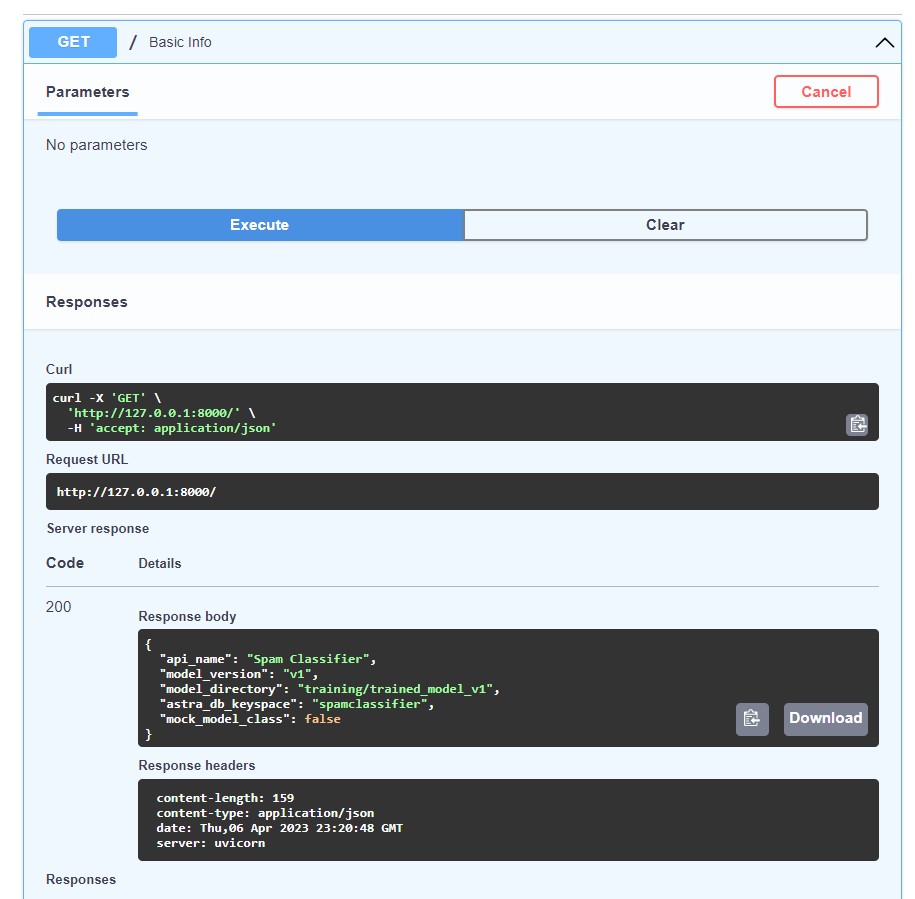 GET / Basic Info
Parameters
Cancel
No parameters
Execute
Clear
Responses
Curl
curl -X 'GET' \
  'http://127.0.0.1:8000/' \
  -H 'accept: application/json'
Request URL
http://127.0.0.1:8000/
Server response
Code Details
200
Response body
{
  "api_name": "Spam Classifier",
  "model_version": "v1",
  "model_directory": "training/trained_model_v1",
  "astra_db_keyspace": "spamclassifier",
  "mock_model_class": false
}
Download
Response headers
content-length: 159
content-type: application/json
date: Thu,06 Apr 2023 23:20:48 GMT
server: uvicorn
Responses